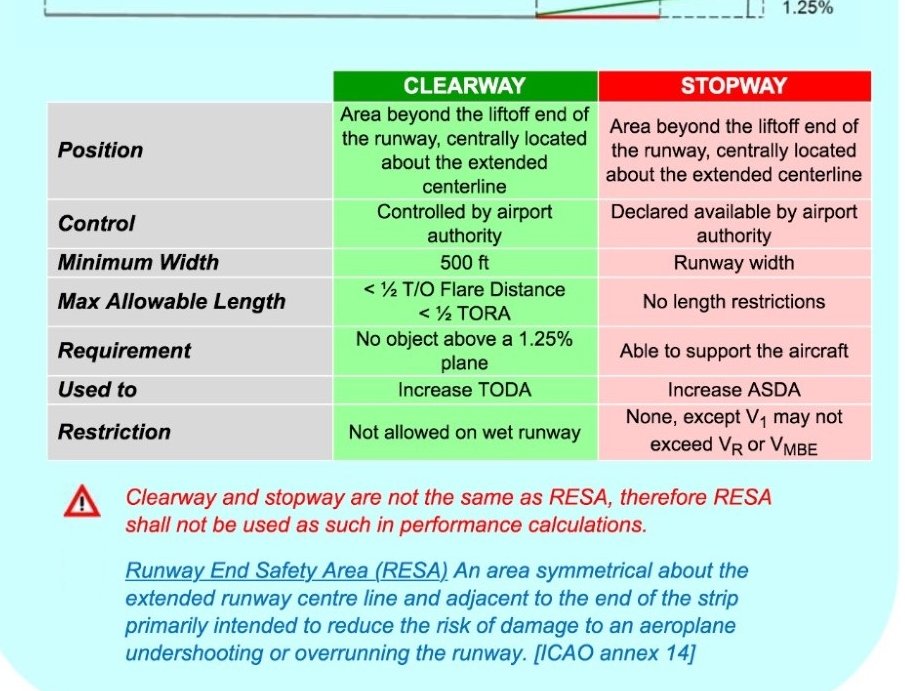 1.25%
CLEARWAY
STOPWAY
Position
Area beyond the liftoff end of
the runway, centrally located
about the extended
centerline
Area beyond the liftoff end of
the runway, centrally located
about the extended centerline
Control
Controlled by airport
authority
Declared available by airport
authority
Minimum Width
500 ft
Runway width
Max Allowable Length
< ½ T/O Flare Distance
< ½ TORA
No length restrictions
Requirement
No object above a 1.25%
plane
Able to support the aircraft
Used to
Increase TODA
Increase ASDA
Restriction
Not allowed on wet runway
None, except V1 may not
exceed VR or VMBE
Clearway and stopway are not the same as RESA, therefore RESA
shall not be used as such in performance calculations.
Runway End Safety Area (RESA) An area symmetrical about the
extended runway centre line and adjacent to the end of the strip
primarily intended to reduce the risk of damage to an aeroplane
undershooting or overrunning the runway. [ICAO annex 14]